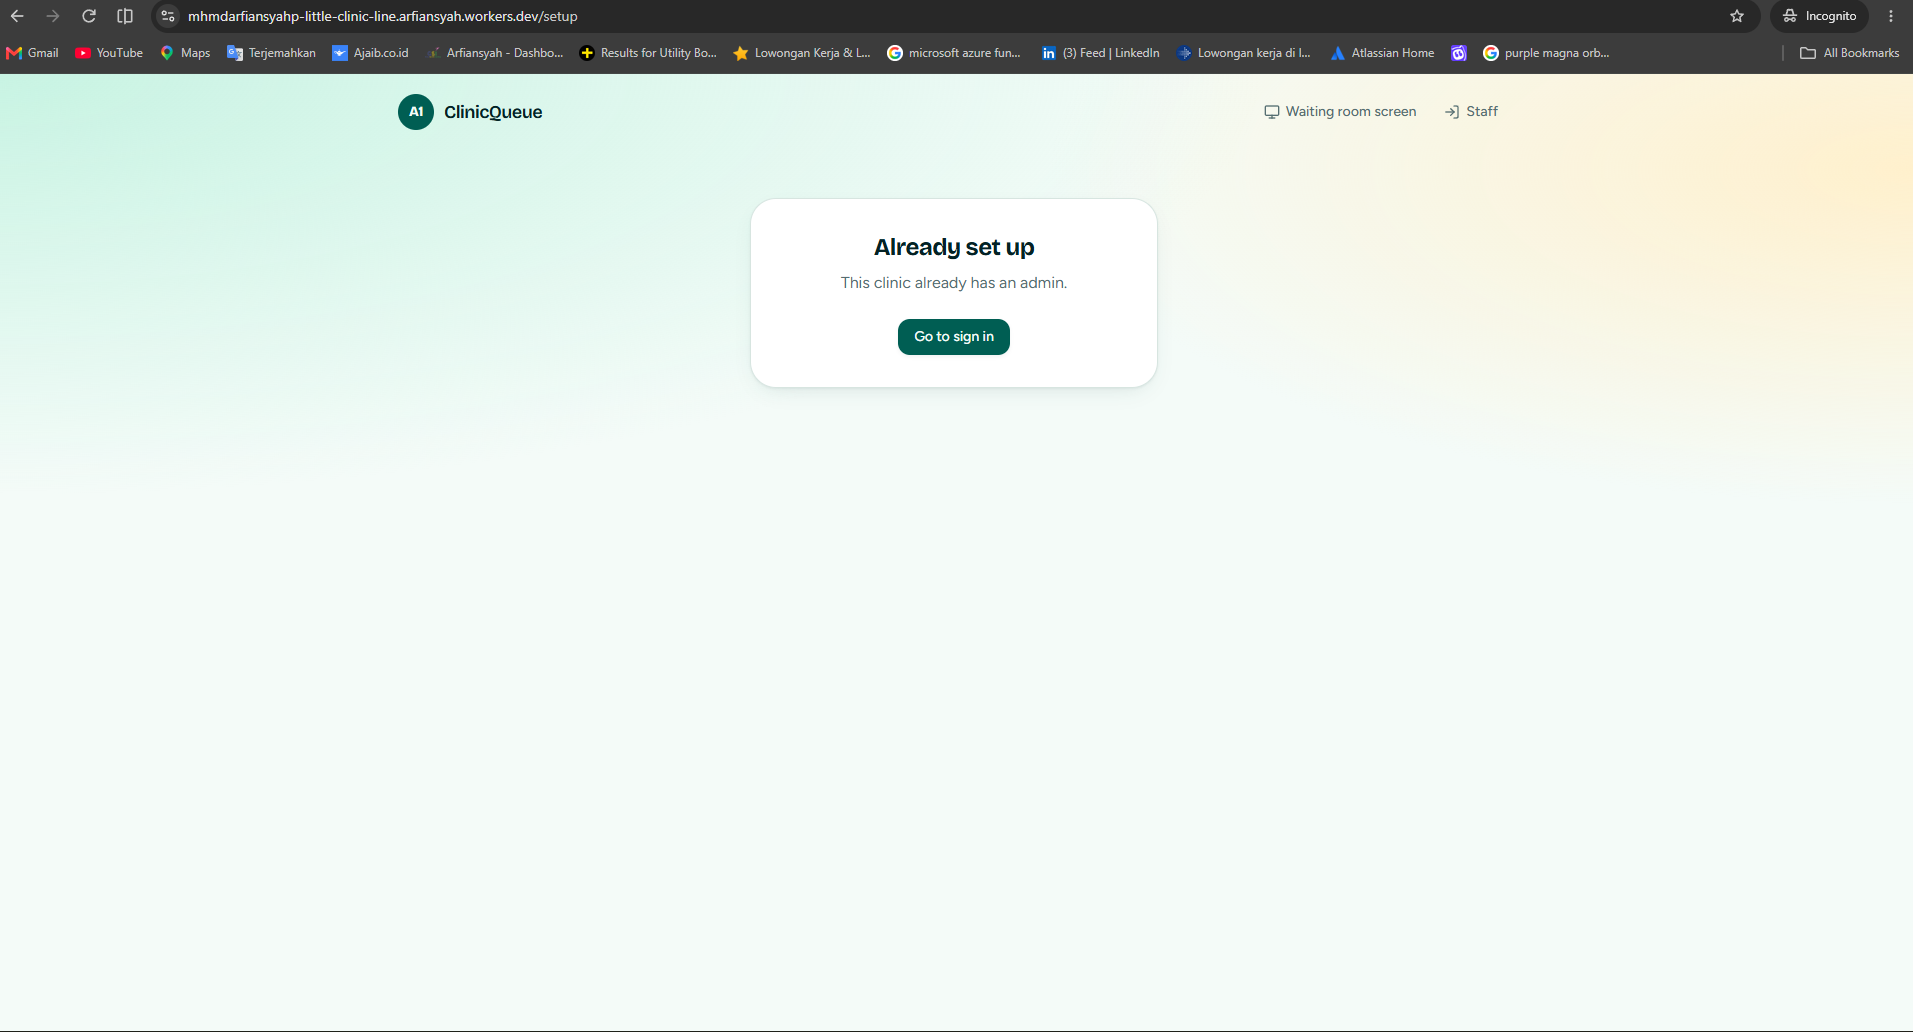 mhmdarfiansyahp-little-clinic-line.arfiansyah.workers.dev/setup
Incognito
Gmail YouTube Maps Terjemahkan Ajaib.co.id Arfiansyah - Dashbo... Results for Utility Bo... Lowongan Kerja & L... microsoft azure fun... (3) Feed | LinkedIn Lowongan kerja di I... Atlassian Home purple magna orb... All Bookmarks
A1 ClinicQueue Waiting room screen Staff
Already set up
This clinic already has an admin.
Go to sign in